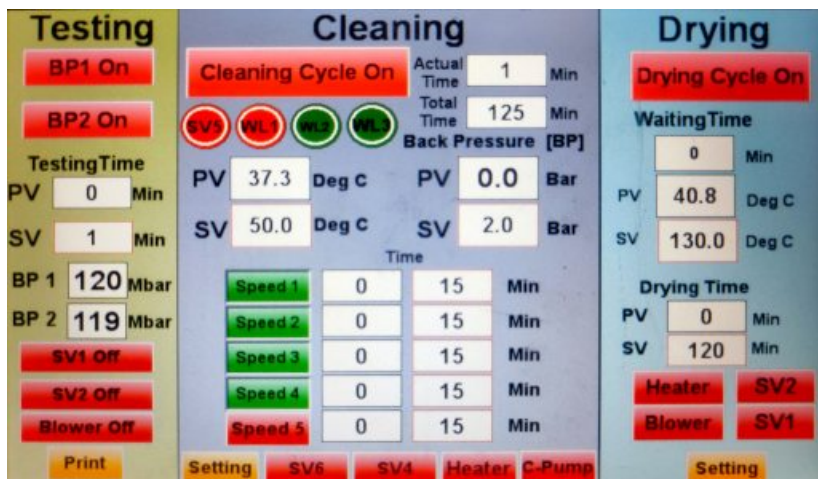 Testing
BP1 On
BP2 On
TestingTime
PV 0 Min
SV 1 Min
BP 1 120 Mbar
BP 2 119 Mbar
SV1 Off
SV2 Off
Blower Off
Print
Cleaning
Cleaning Cycle On
Actual Time 1 Min
Total Time 125 Min
SV5 WL1 WL2 WL3
Back Pressure [BP]
PV 37.3 Deg C PV 0.0 Bar
SV 50.0 Deg C SV 2.0 Bar
Time
Speed 1 0 15 Min
Speed 2 0 15 Min
Speed 3 0 15 Min
Speed 4 0 15 Min
Speed 5 0 15 Min
Setting SV6 SV4 Heater C-Pump
Drying
Drying Cycle On
WaitingTime
0 Min
PV 40.8 Deg C
SV 130.0 Deg C
Drying Time
PV 0 Min
SV 120 Min
Heater SV2
Blower SV1
Setting